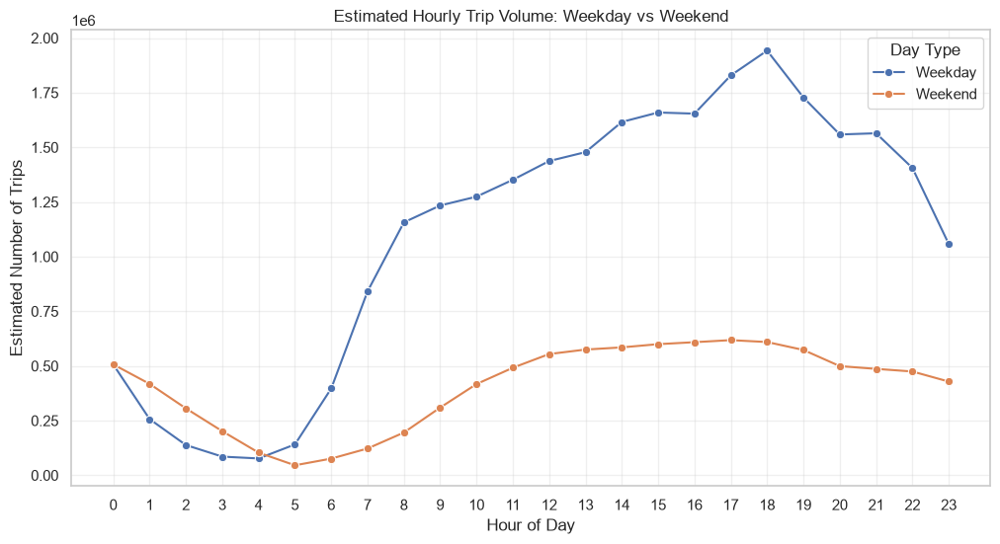 Estimated Hourly Trip Volume: Weekday vs Weekend
1e6
2.00
1.75
1.50
1.25
1.00
0.75
0.50
0.25
0.00
Estimated Number of Trips
Day Type
Weekday
Weekend
0 1 2 3 4 5 6 7 8 9 10 11 12 13 14 15 16 17 18 19 20 21 22 23
Hour of Day